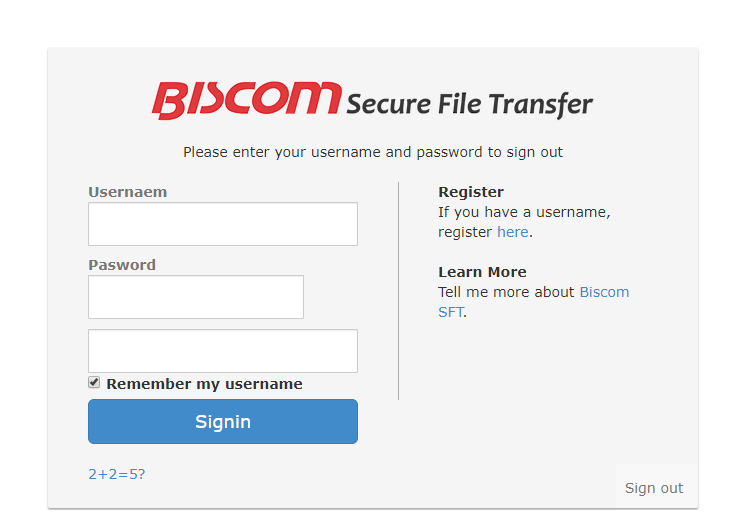 BISCOM Secure File Transfer
Please enter your username and password to sign out
Usernaem
Pasword
Remember my username
Signin
2+2=5?
Register
If you have a username,
register here.
Learn More
Tell me more about Biscom
SFT.
Sign out